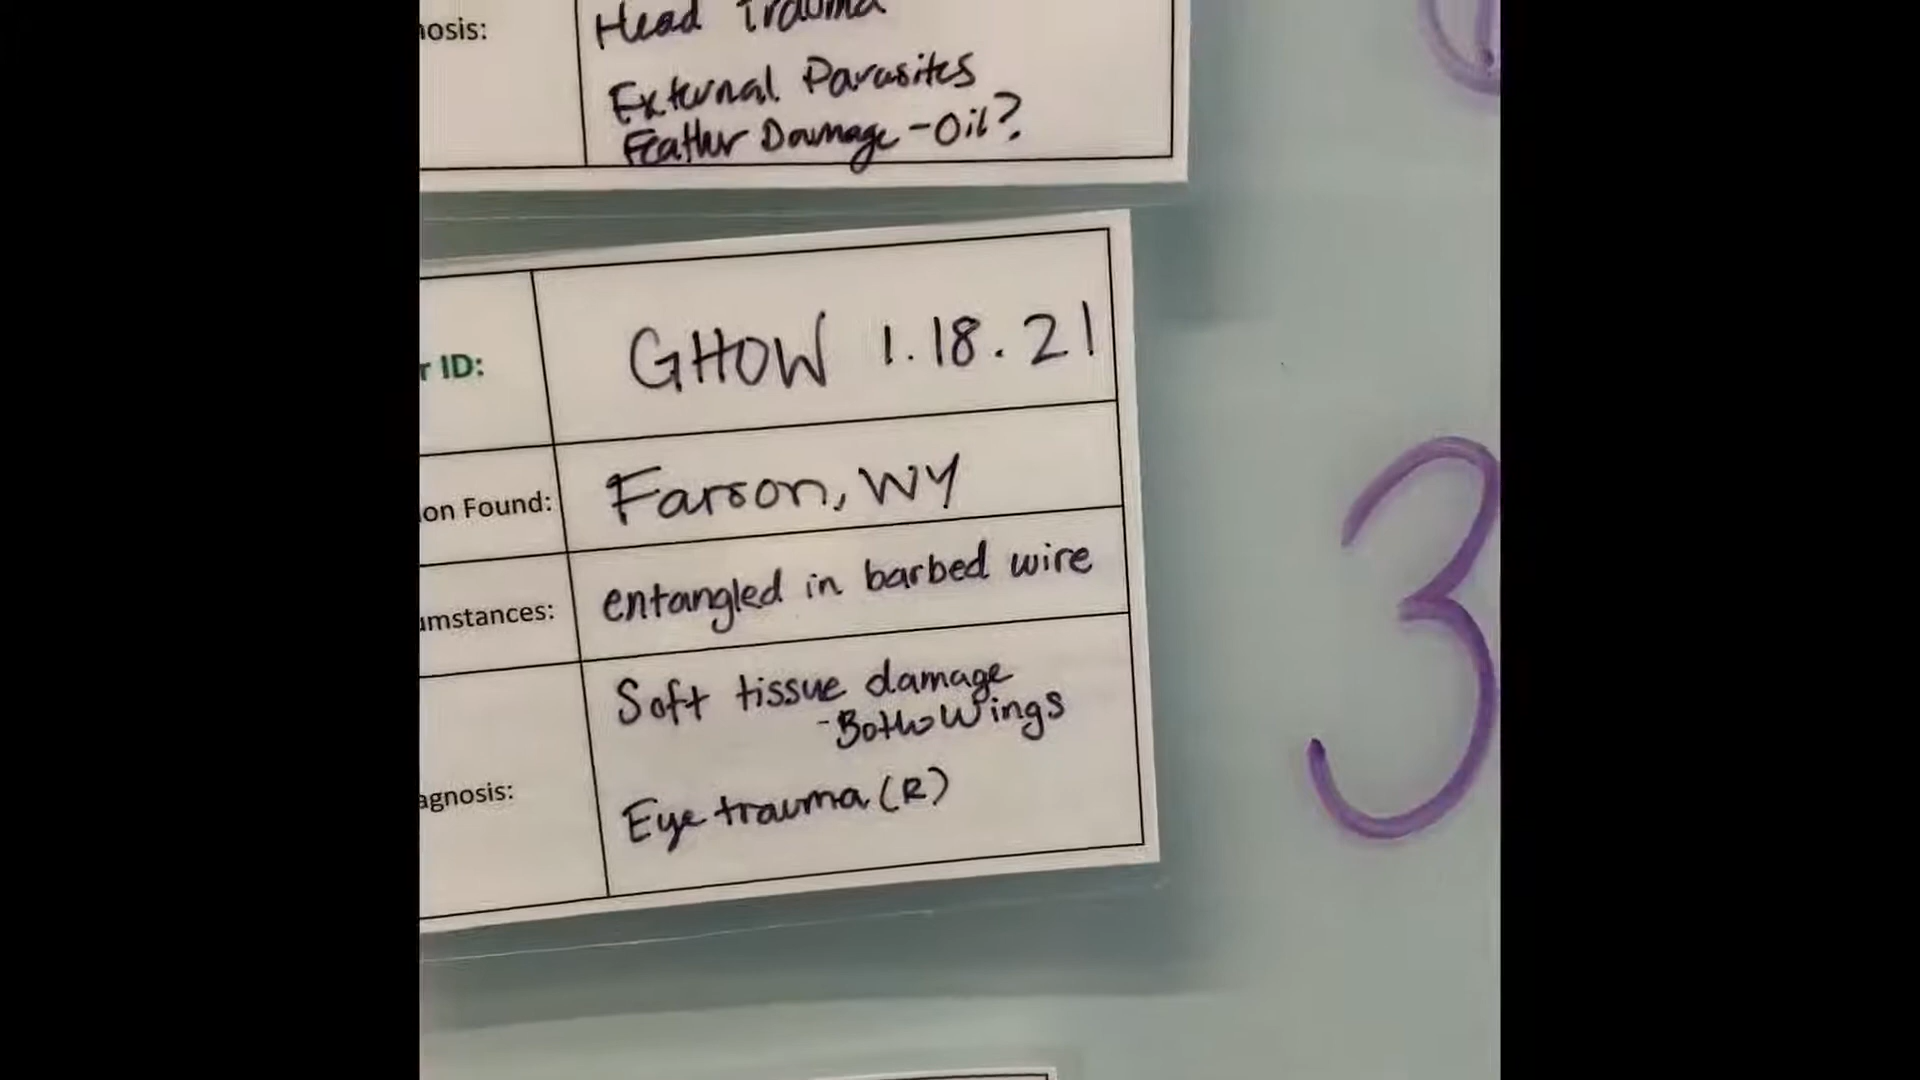 nosis: Head Trauma
External Parasites
Feather Damage - Oil?
r ID: GHOW 1.18.21
on Found: Farson, WY
umstances: entangled in barbed wire
Soft tissue damage
- Both Wings
agnosis:
Eye trauma (R)
3